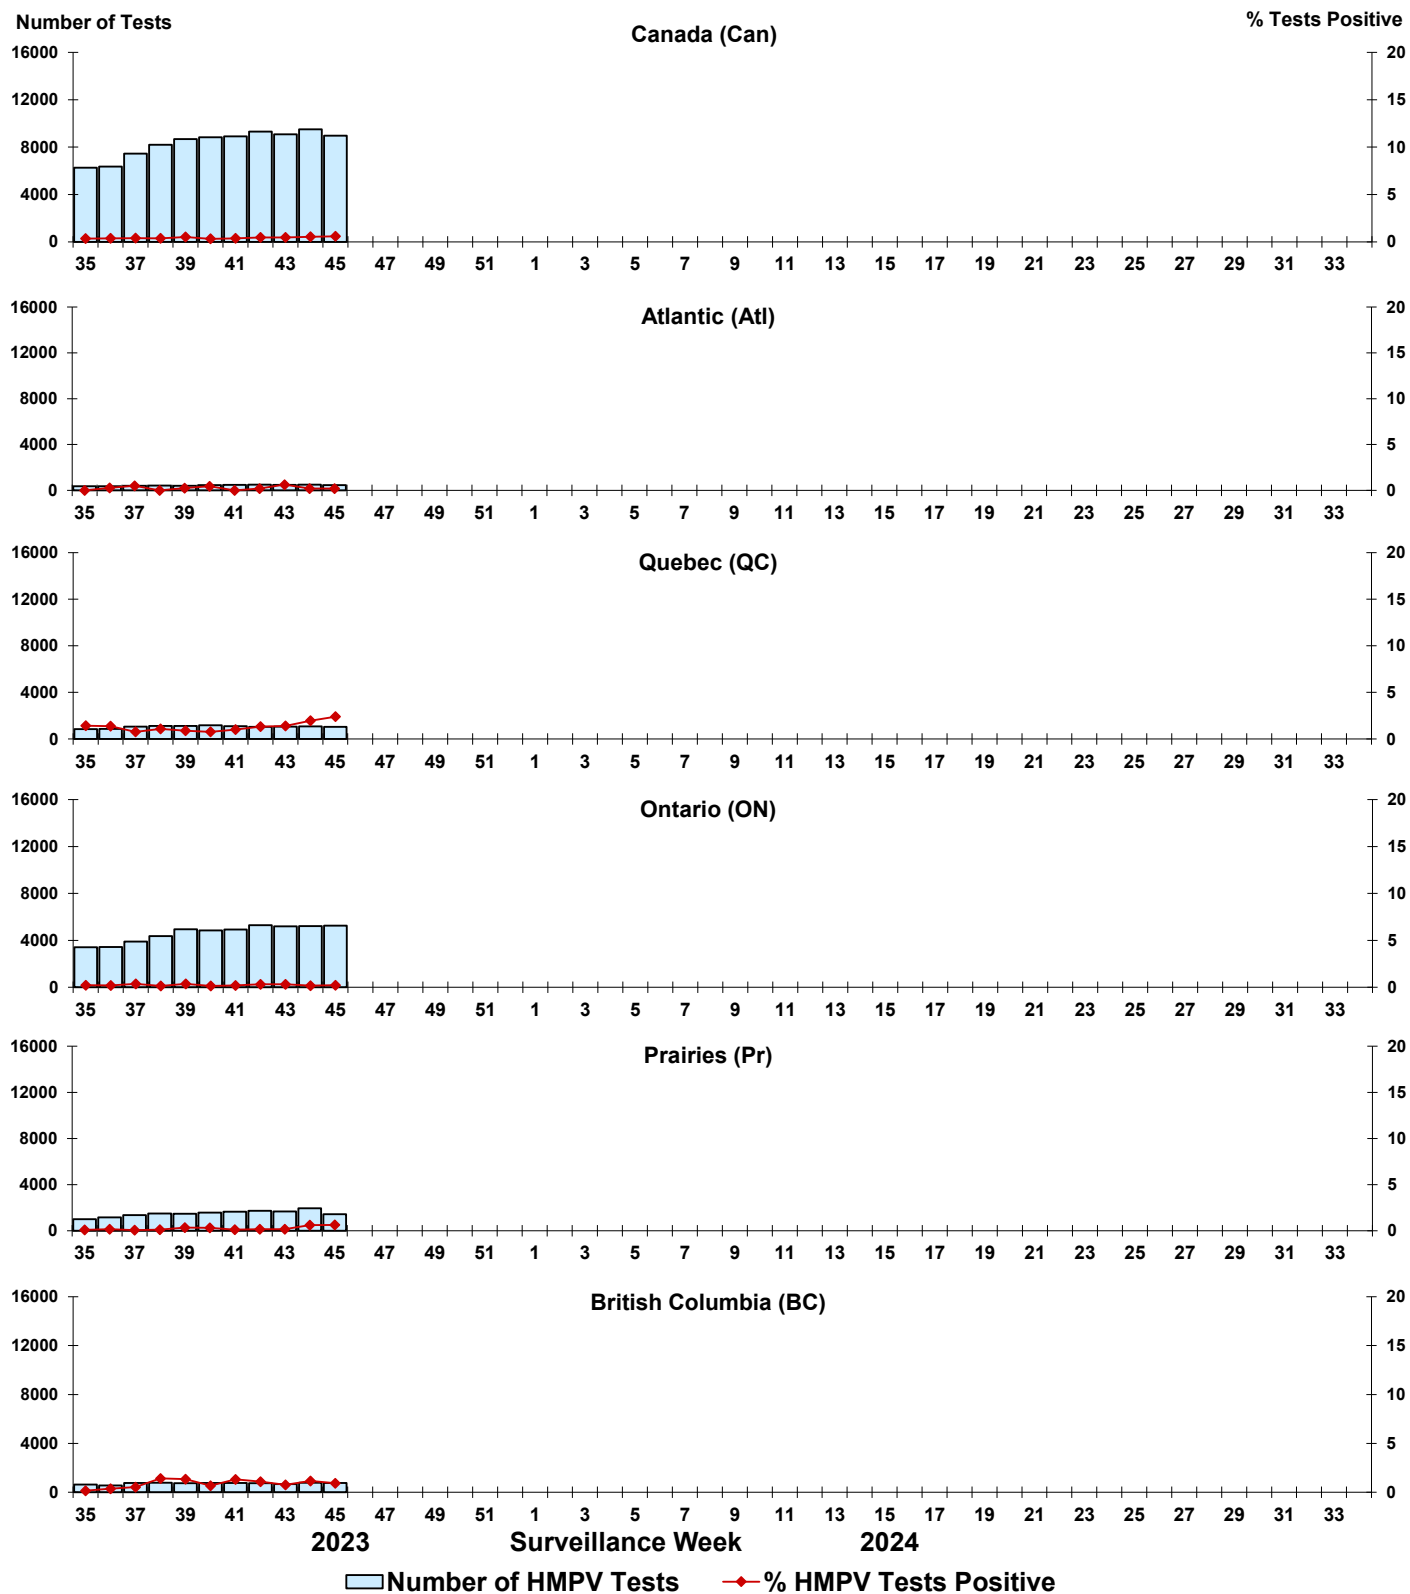 Number of Tests
% Tests Positive
Canada (Can)
16000 20
12000 15
8000 10
4000 5
0 0
35 37 39 41 43 45 47 49 51 1 3 5 7 9 11 13 15 17 19 21 23 25 27 29 31 33
Atlantic (Atl)
16000 20
12000 15
8000 10
4000 5
0 0
35 37 39 41 43 45 47 49 51 1 3 5 7 9 11 13 15 17 19 21 23 25 27 29 31 33
Quebec (QC)
16000 20
12000 15
8000 10
4000 5
0 0
35 37 39 41 43 45 47 49 51 1 3 5 7 9 11 13 15 17 19 21 23 25 27 29 31 33
Ontario (ON)
16000 20
12000 15
8000 10
4000 5
0 0
35 37 39 41 43 45 47 49 51 1 3 5 7 9 11 13 15 17 19 21 23 25 27 29 31 33
Prairies (Pr)
16000 20
12000 15
8000 10
4000 5
0 0
35 37 39 41 43 45 47 49 51 1 3 5 7 9 11 13 15 17 19 21 23 25 27 29 31 33
British Columbia (BC)
16000 20
12000 15
8000 10
4000 5
0 0
35 37 39 41 43 45 47 49 51 1 3 5 7 9 11 13 15 17 19 21 23 25 27 29 31 33
2023 Surveillance Week 2024
Number of HMPV Tests % HMPV Tests Positive